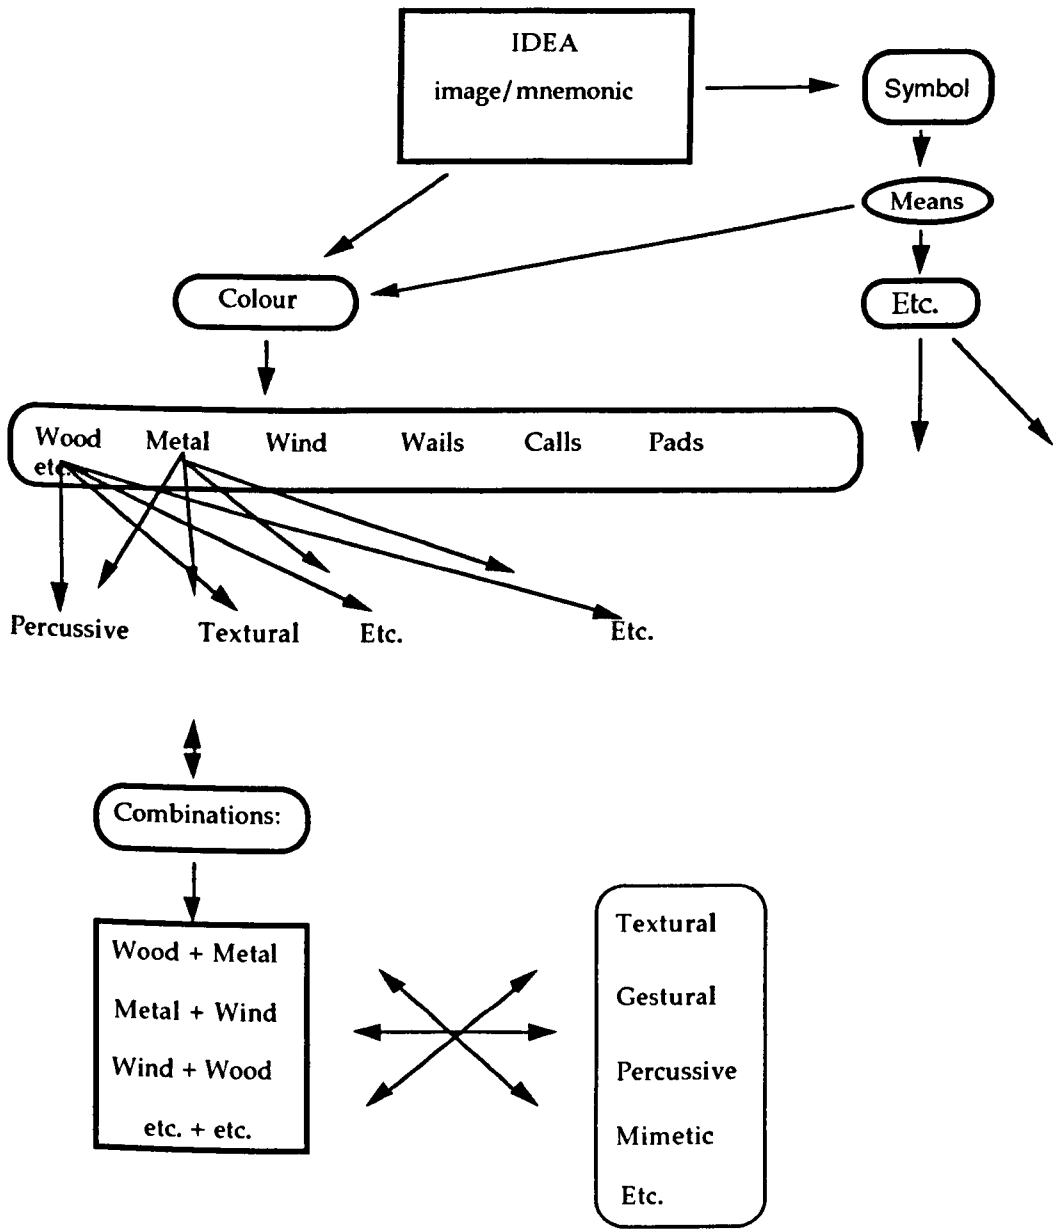 IDEA
image/mnemonic
Symbol
Means
Colour
Etc.
Wood Metal Wind Wails Calls Pads
etc.
Percussive Textural Etc. Etc.
Combinations:
Wood + Metal
Metal + Wind
Wind + Wood
etc. + etc.
Textural
Gestural
Percussive
Mimetic
Etc.